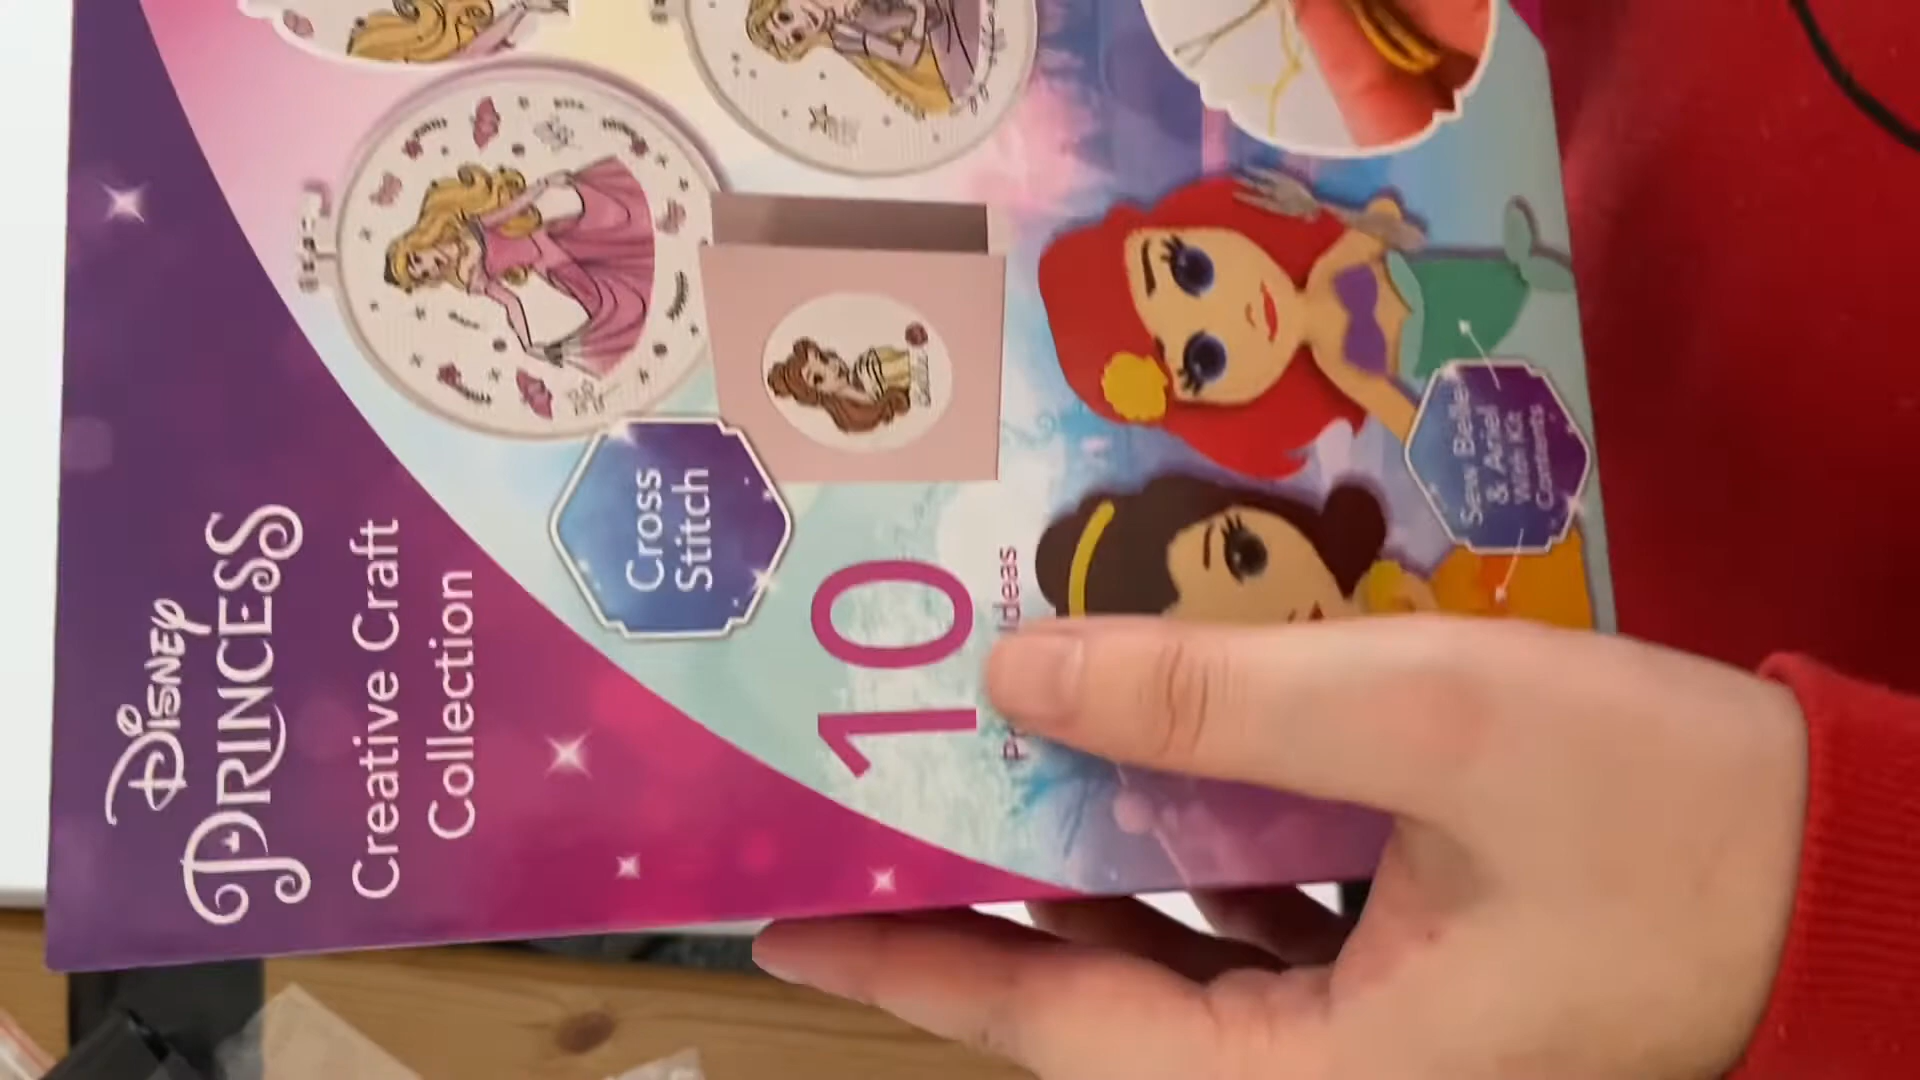 DISNEY
PRINCESS
Creative Craft
Collection
Cross
Stitch
10
Ideas
Sew Belle
& Ariel
With Kit
Contents